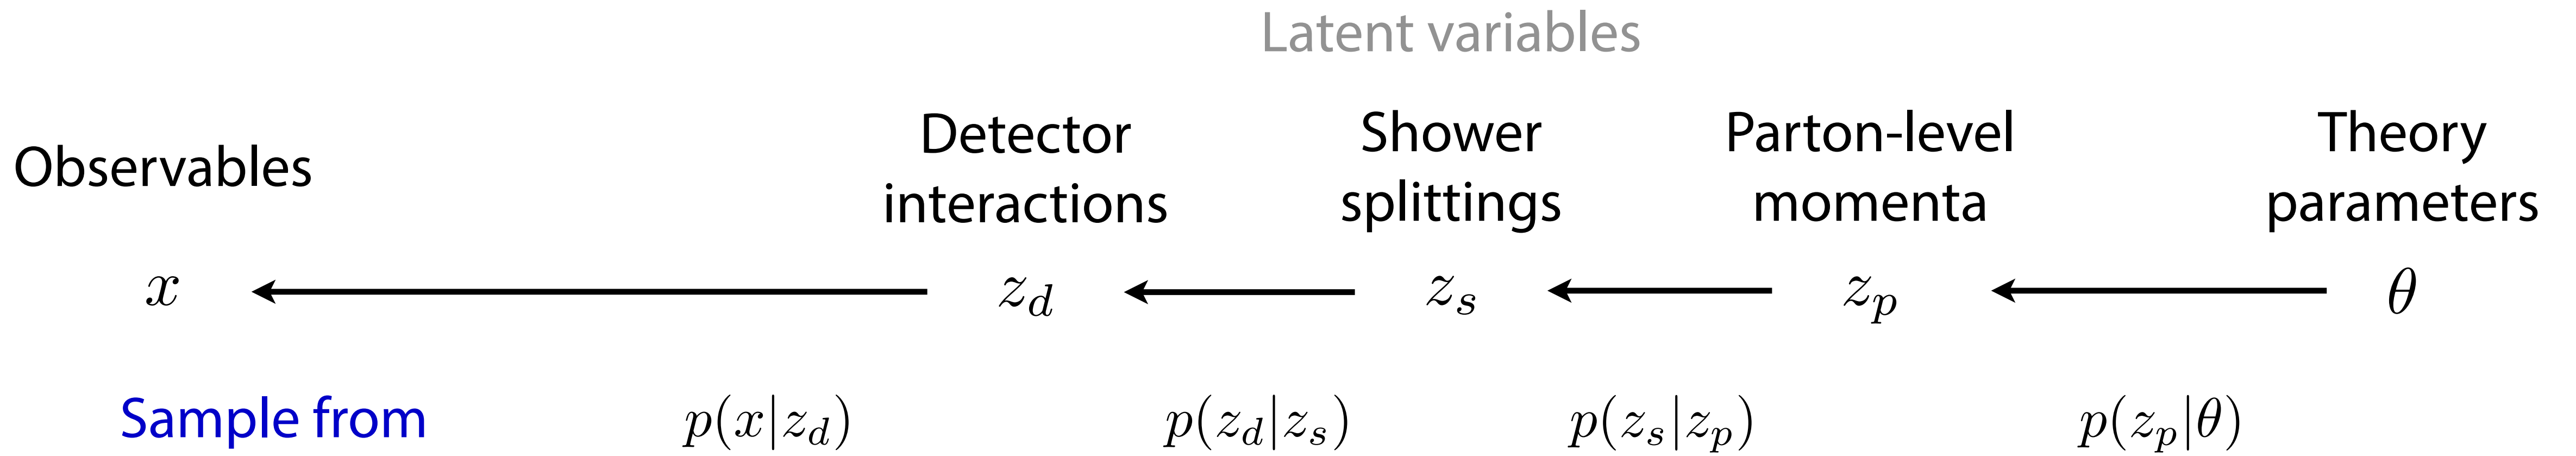 Latent variables
Observables
Detector
interactions
Shower
splittings
Parton-level
momenta
Theory
parameters
x z_d z_s z_p θ
Sample from p(x|z_d) p(z_d|z_s) p(z_s|z_p) p(z_p|θ)